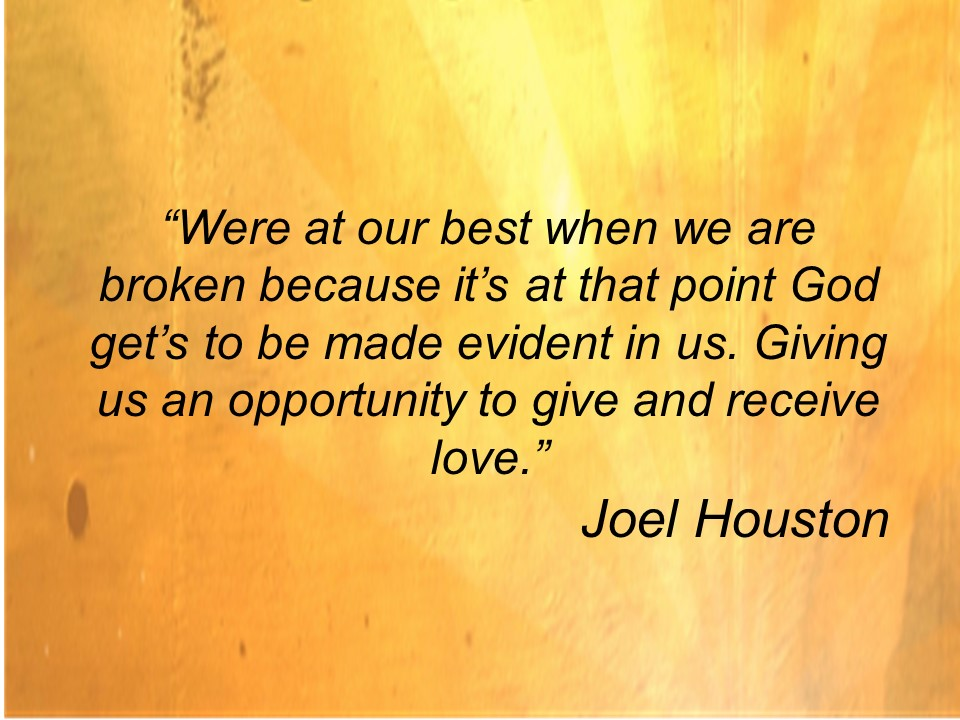 “Were at our best when we are
broken because it’s at that point God
get’s to be made evident in us. Giving
us an opportunity to give and receive
love.”
Joel Houston